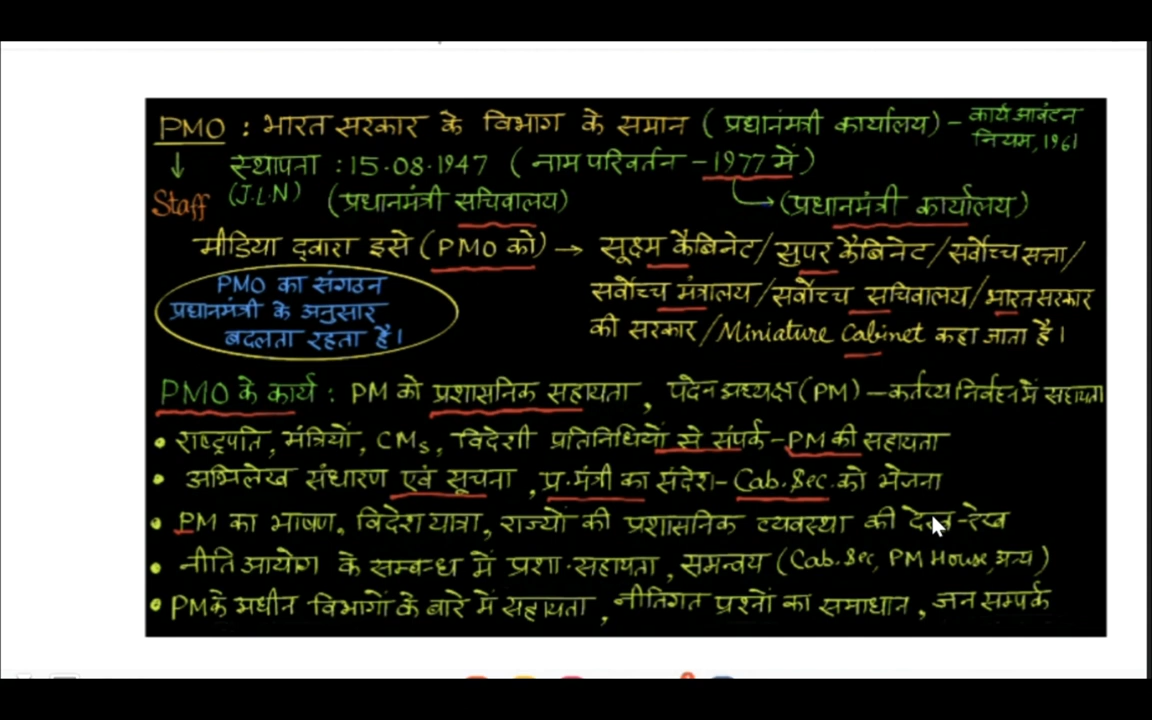 PMO : भारत सरकार के विभाग के समान ( प्रधानंमत्री कार्यालय) - कार्य आवंटन नियम, 1961
स्थापता : 15.08.1947 ( नाम परिवर्तन - 1977 में )
Staff (J.L.N) (प्रधानमंत्री सचिवालय) (प्रधानमंत्री कार्यालय)
मीडिया द्वारा इसे (PMO को) → सूक्ष्म कैबिनेट/सुपर कैबिनेट/सर्वोच्च सत्ता/
सर्वोच्च मंत्रालय/सर्वोच्च सचिवालय/भारत सरकार
की सरकार/Miniature Cabinet कहा जाता है।
PMO का संगठन
प्रधानमंत्री के अनुसार
बदलता रहता है।
PMO के कार्य : PM को प्रशासनिक सहायता , पदेन अध्यक्ष (PM) – कर्तव्य निर्वहन में सहायता
• राष्ट्रपति, मंत्रियों, CMs, विदेशी प्रतिनिधियों से संपर्क - PM की सहायता
• अभिलेख संधारण एवं सूचना , प्र.मंत्री का संदेश - Cab. Sec. को भेजना
• PM का भाषण, विदेश यात्रा, राज्यों की प्रशासनिक व्यवस्था की देख-रेख
• नीति आयोग के सम्बन्ध में प्रशा. सहायता , समन्वय (Cab. Sec, PM House, अन्य)
• PM के अधीन विभागों के बारे में सहायता , नीतिगत प्रश्नों का समाधान , जन सम्पर्क